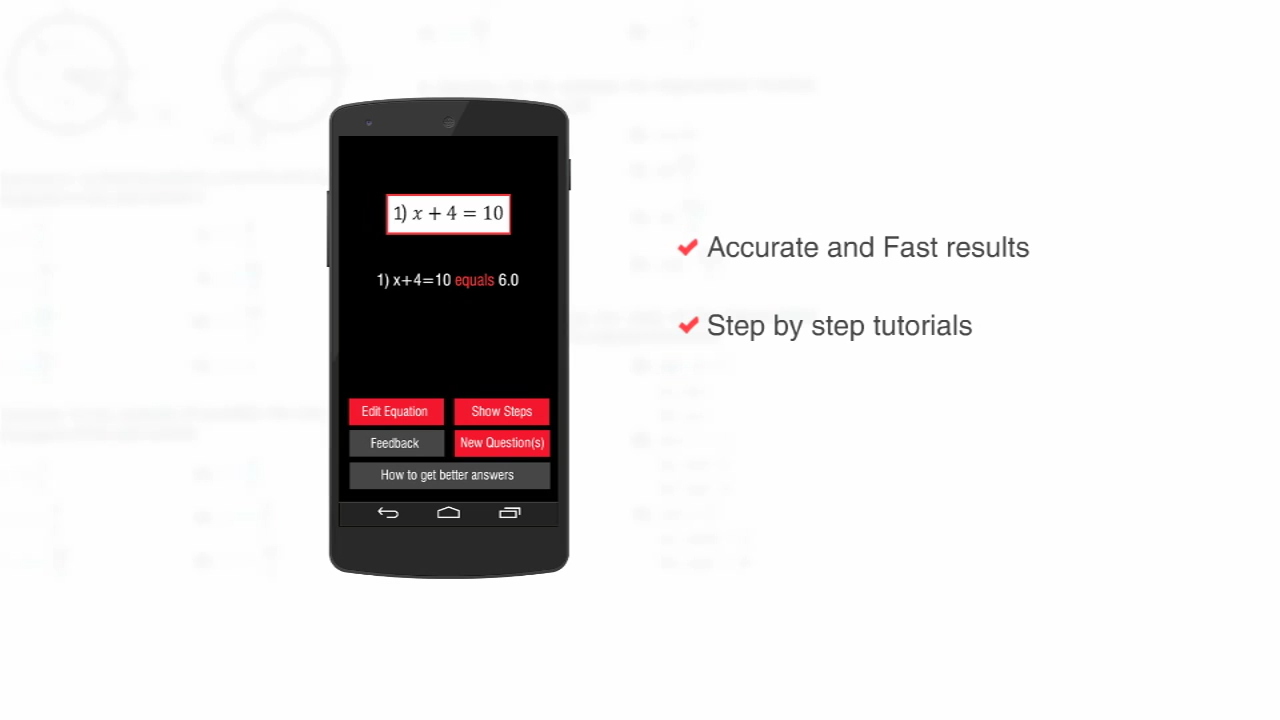 1) x + 4 = 10
1) x+4=10 equals 6.0
Edit Equation
Show Steps
Feedback
New Question(s)
How to get better answers
Accurate and Fast results
Step by step tutorials